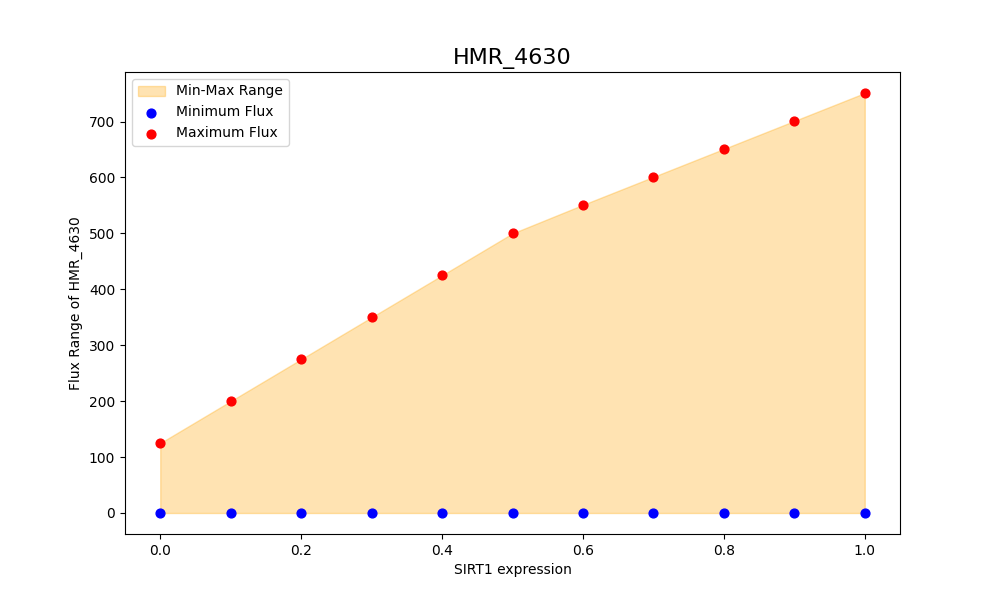 HMR_4630
Min-Max Range
Minimum Flux
Maximum Flux
Flux Range of HMR_4630
700
600
500
400
300
200
100
0
0.0 0.2 0.4 0.6 0.8 1.0
SIRT1 expression